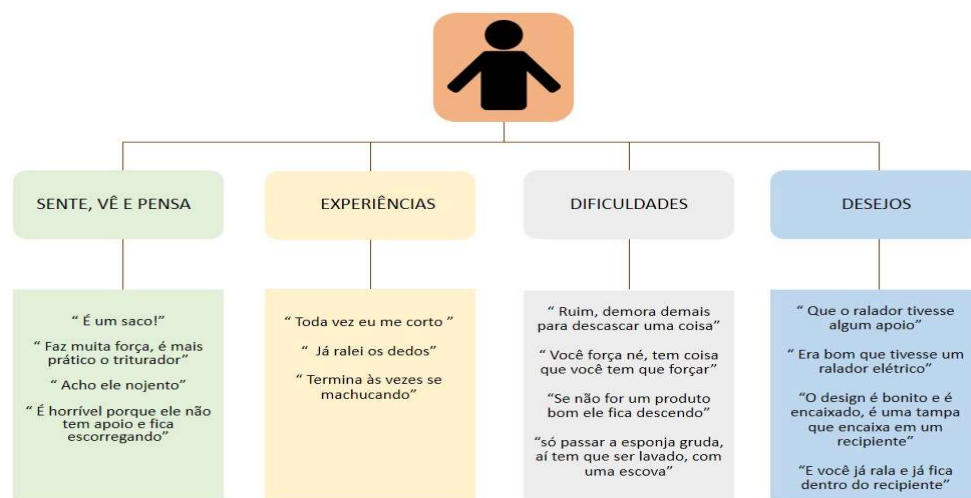 SENTE, VÊ E PENSA
EXPERIÊNCIAS
DIFICULDADES
DESEJOS
“ É um saco!”
“ Faz muita força, é mais
prático o triturador”
“ Acho ele nojento”
“ É horrível porque ele não
tem apoio e fica
escorregando”
“ Toda vez eu me corto ”
“ Já ralei os dedos”
“ Termina às vezes se
machucando”
“ Ruim, demora demais
para descascar uma coisa”
“ Você força né, tem coisa
que você tem que forçar”
“Se não for um produto
bom ele fica descendo”
“só passar a esponja gruda,
aí tem que ser lavado, com
uma escova”
“ Que o ralador tivesse
algum apoio”
“ Era bom que tivesse um
ralador elétrico”
“O design é bonito e é
encaixado, é uma tampa
que encaixa em um
recipiente”
“E você já rala e já fica
dentro do recipiente”